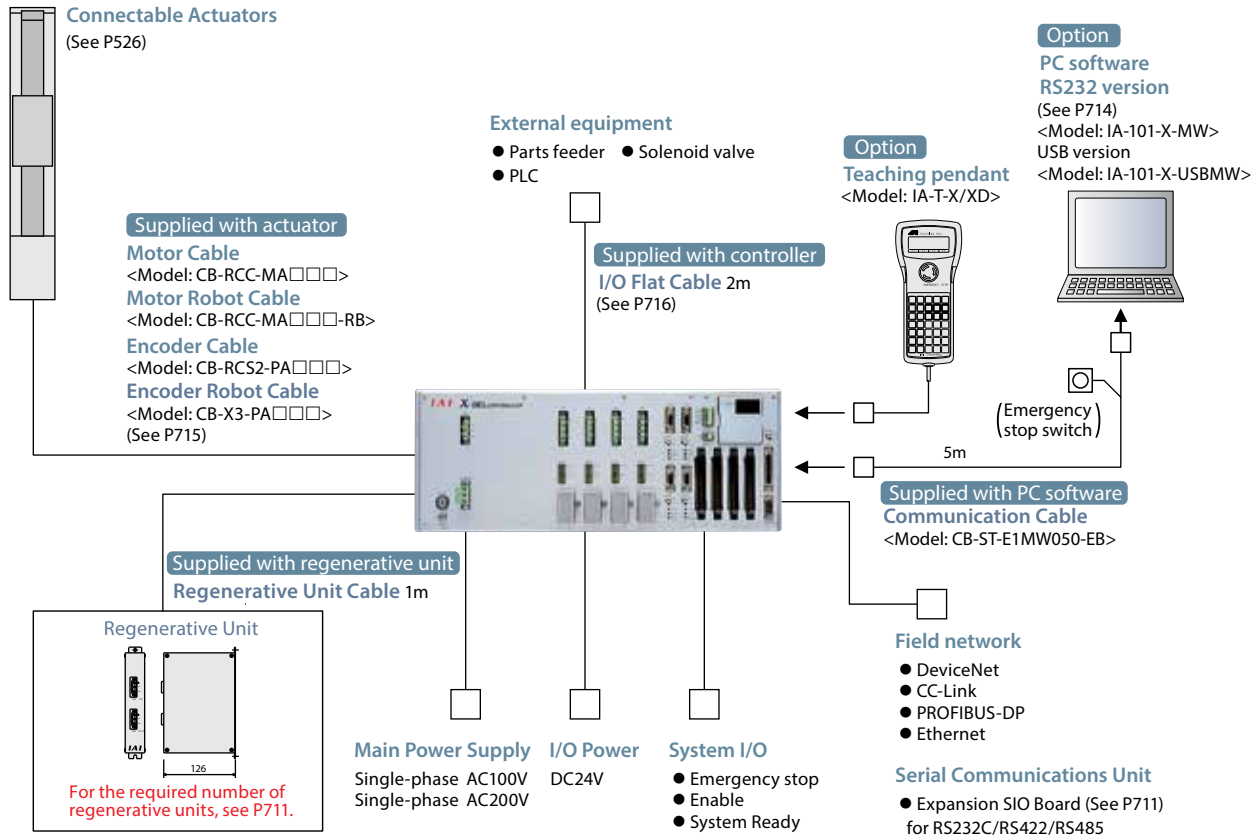 Connectable Actuators
(See P526)
Option
PC software
RS232 version
(See P714)
<Model: IA-101-X-MW>
USB version
<Model: IA-101-X-USBMW>
External equipment
● Parts feeder ● Solenoid valve
● PLC
Option
Teaching pendant
<Model: IA-T-X/XD>
Supplied with actuator
Motor Cable
<Model: CB-RCC-MA□□□>
Motor Robot Cable
<Model: CB-RCC-MA□□□-RB>
Encoder Cable
<Model: CB-RCS2-PA□□□>
Encoder Robot Cable
<Model: CB-X3-PA□□□>
(See P715)
Supplied with controller
I/O Flat Cable 2m
(See P716)
IAI X-SEL CONTROLLER
(Emergency
stop switch)
5m
Supplied with PC software
Communication Cable
<Model: CB-ST-E1MW050-EB>
Supplied with regenerative unit
Regenerative Unit Cable 1m
Regenerative Unit
IAI
126
For the required number of
regenerative units, see P711.
Main Power Supply
Single-phase AC100V
Single-phase AC200V
I/O Power
DC24V
System I/O
● Emergency stop
● Enable
● System Ready
Field network
● DeviceNet
● CC-Link
● PROFIBUS-DP
● Ethernet
Serial Communications Unit
● Expansion SIO Board (See P711)
for RS232C/RS422/RS485